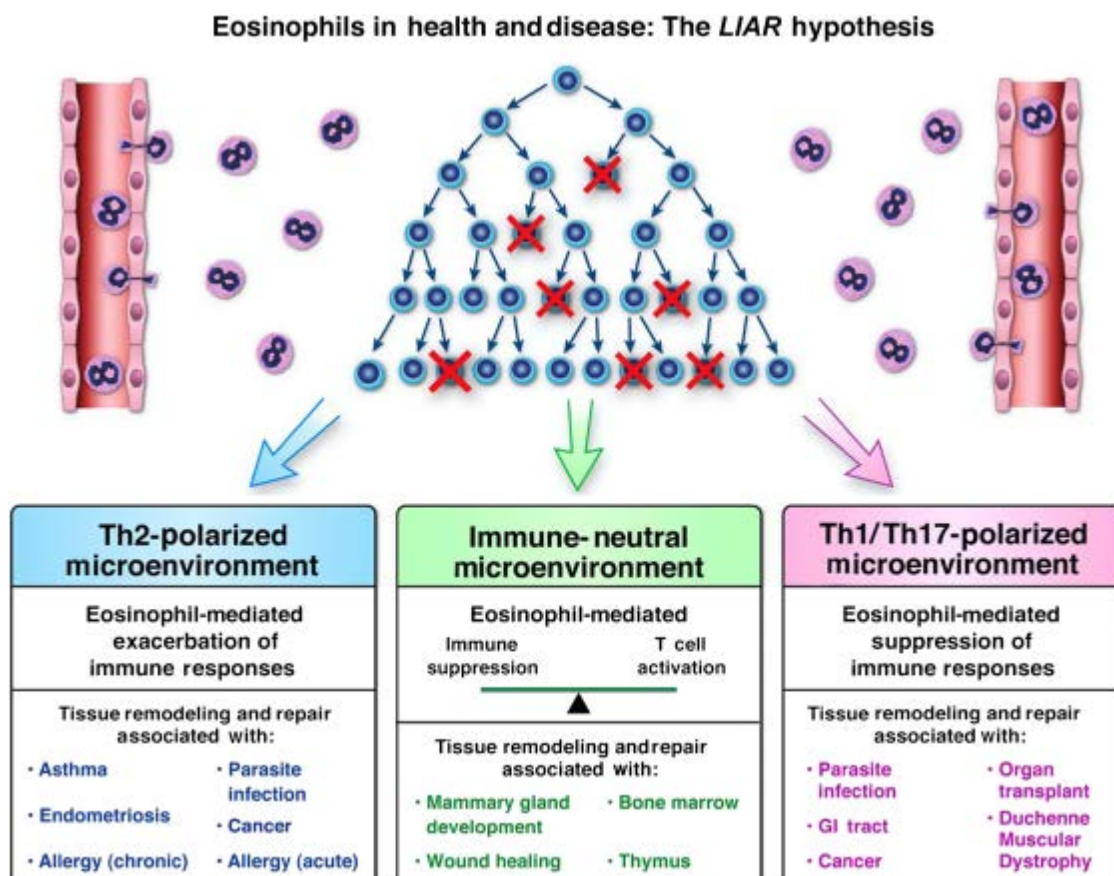 Eosinophils in health and disease: The LIAR hypothesis
Th2-polarized
microenvironment
Eosinophil-mediated
exacerbation of
immune responses
Tissue remodeling and repair
associated with:
• Asthma
• Endometriosis
• Allergy (chronic)
• Parasite
infection
• Cancer
• Allergy (acute)
Immune-neutral
microenvironment
Eosinophil-mediated
Immune
suppression
T cell
activation
Tissue remodeling and repair
associated with:
• Mammary gland
development
• Wound healing
• Bone marrow
• Thymus
Th1/Th17-polarized
microenvironment
Eosinophil-mediated
suppression of
immune responses
Tissue remodeling and repair
associated with:
• Parasite
infection
• GI tract
• Cancer
• Organ
transplant
• Duchenne
Muscular
Dystrophy